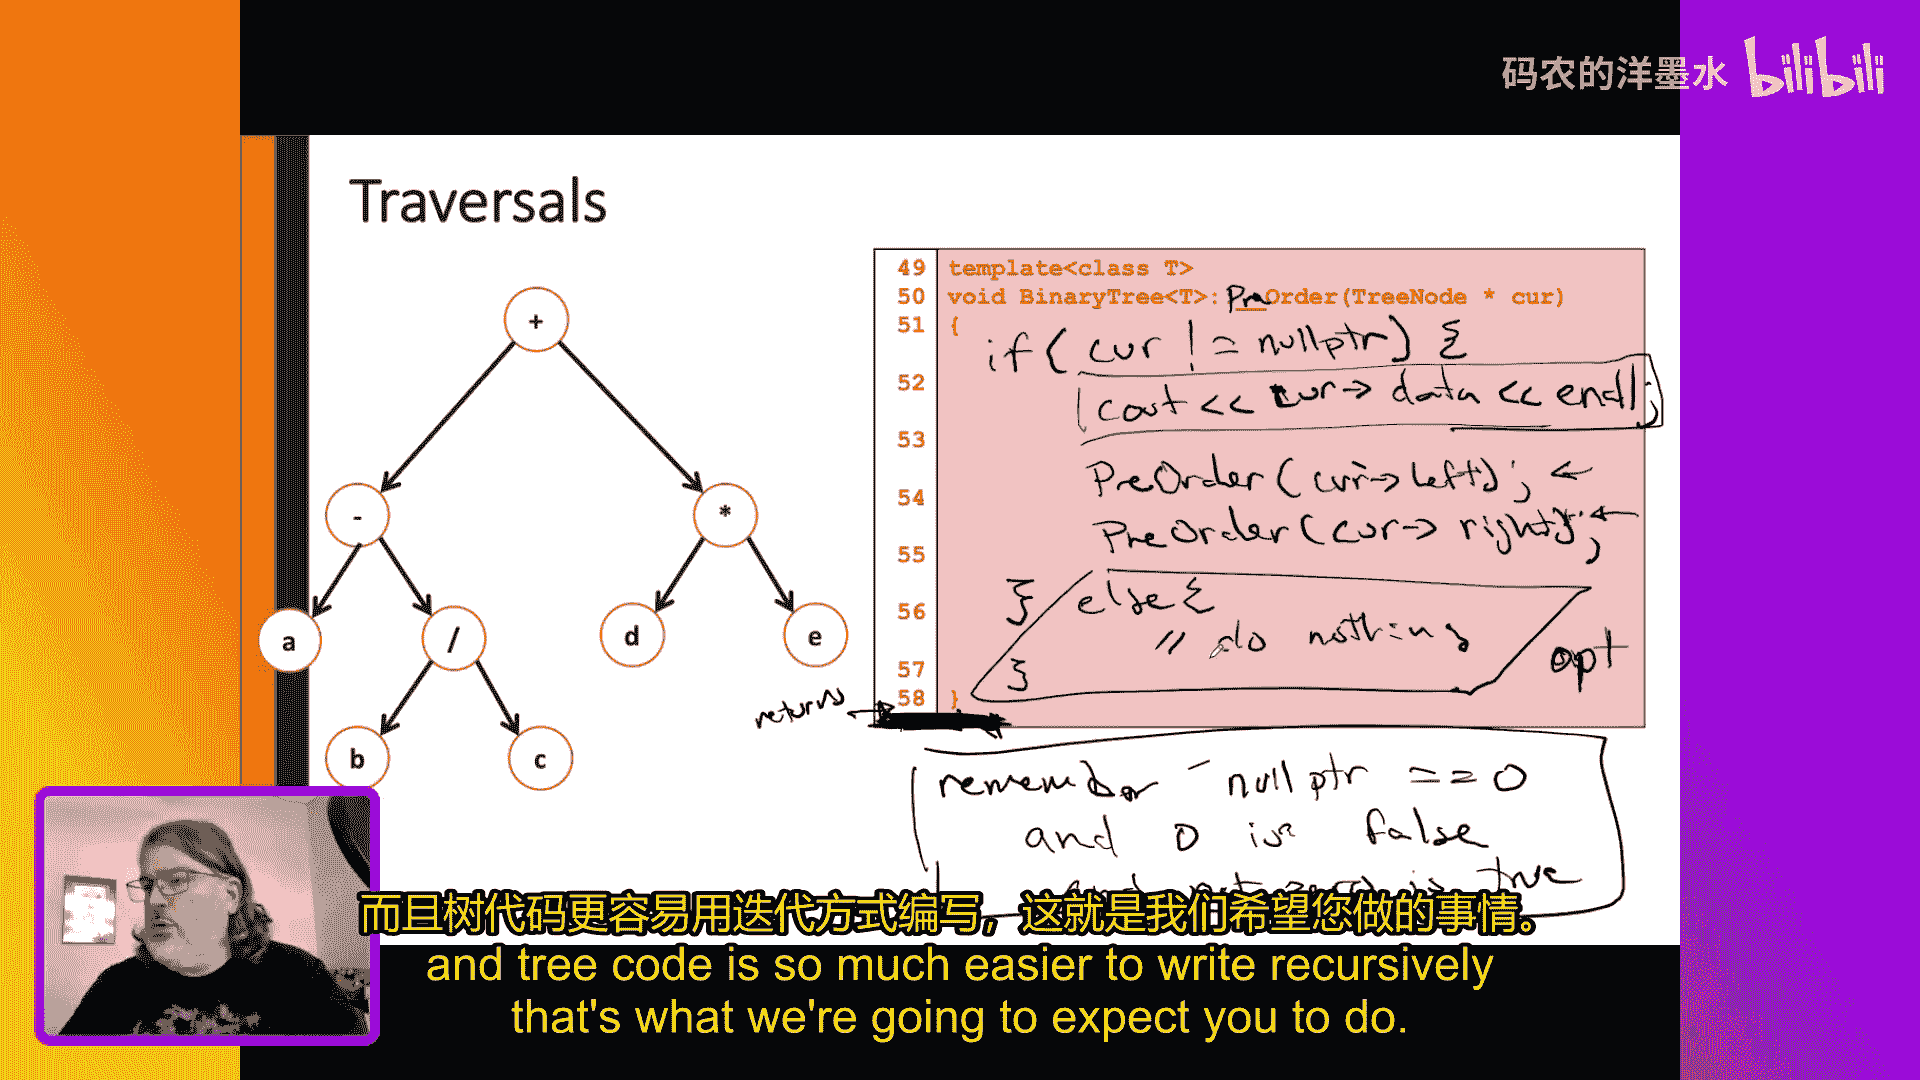 码农的洋墨水 bilibili
Traversals
49 template<class T>
50 void BinaryTree<T>:PreOrder(TreeNode * cur)
51 {
if( cur != nullptr) {
52
cout << cur-> data << endl;
53
PreOrder( cur-> left);
54
PreOrder( cur-> right);
55
56 } else {
// do nothing
opt
57 }
58 }
returns
remember nullptr == 0
and 0 is false
is true
+
- *
a / d e
b c
而且树代码更容易用迭代方式编写，这就是我们希望您做的事情。
and tree code is so much easier to write recursively
that's what we're going to expect you to do.